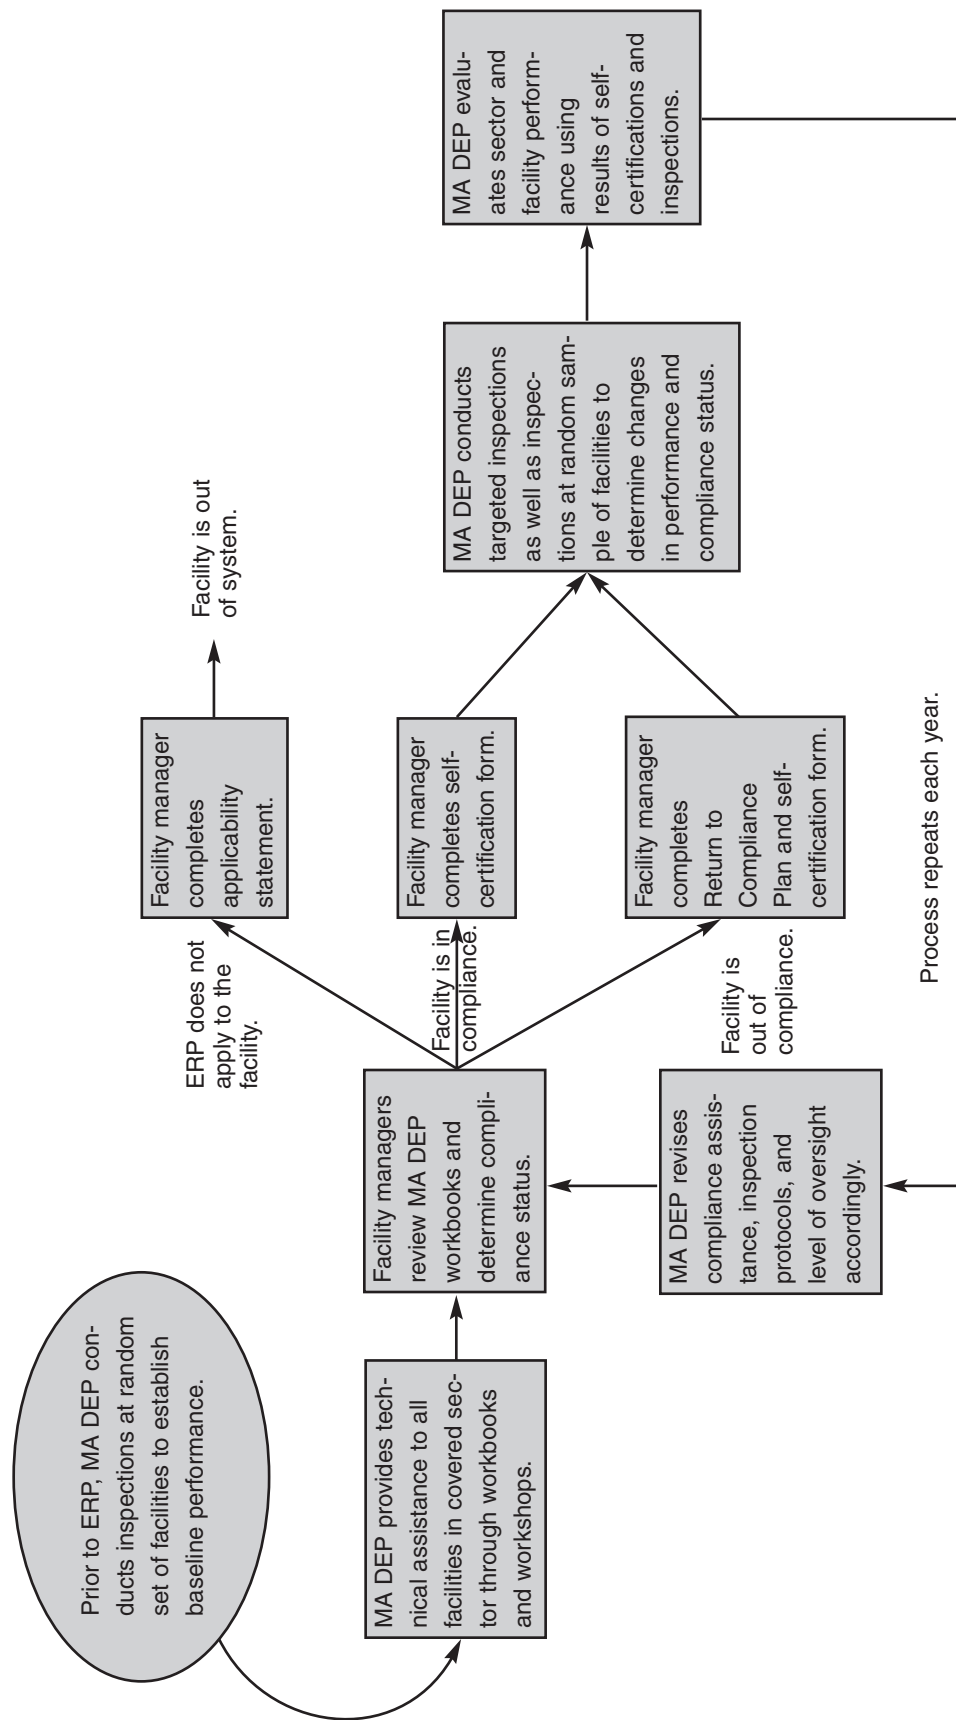 Prior to ERP, MA DEP con-
ducts inspections at random
set of facilities to establish
baseline performance.
MA DEP provides tech-
nical assistance to all
facilities in covered sec-
tor through workbooks
and workshops.
Facility managers
review MA DEP
workbooks and
determine compli-
ance status.
MA DEP revises
compliance assis-
tance, inspection
protocols, and
level of oversight
accordingly.
ERP does not
apply to the
facility.
Facility is in
compliance.
Facility is
out of
compliance.
Facility manager
completes
applicability
statement.
Facility manager
completes self-
certification form.
Facility manager
completes
Return to
Compliance
Plan and self-
certification form.
Facility is out
of system.
MA DEP conducts
targeted inspections
as well as inspec-
tions at random sam-
ple of facilities to
determine changes
in performance and
compliance status.
MA DEP evalu-
ates sector and
facility perform-
ance using
results of self-
certifications and
inspections.
Process repeats each year.